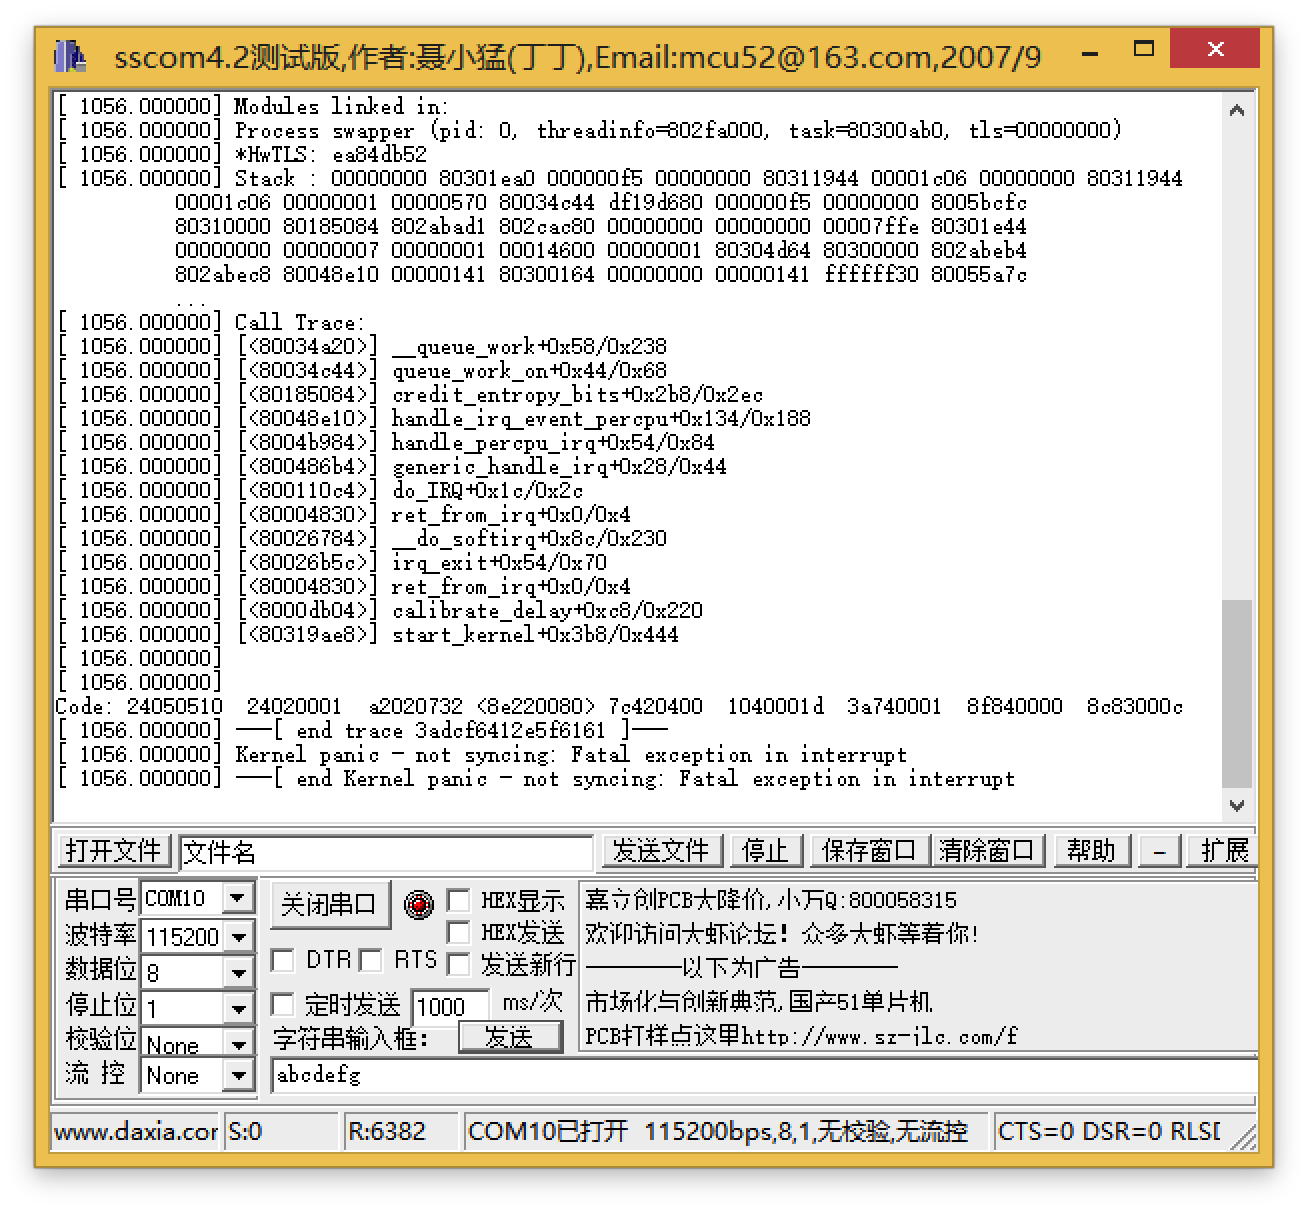 sscom4.2测试版,作者:聂小猛(丁丁),Email:mcu52@163.com,2007/9
[ 1056.000000] Modules linked in:
[ 1056.000000] Process swapper (pid: 0, threadinfo=802fa000, task=80300ab0, tls=00000000)
[ 1056.000000] *HwTLS: ea84db52
[ 1056.000000] Stack : 00000000 80301ea0 000000f5 00000000 80311944 00001c06 00000000 80311944
00001c06 00000001 00000570 80034c44 df19d680 000000f5 00000000 8005bcfc
80310000 80185084 802abad1 802cac80 00000000 00000000 00007ffe 80301e44
00000000 00000007 00000001 00014600 00000001 80304d64 80300000 802abeb4
802abec8 80048e10 00000141 80300164 00000000 00000141 ffffff30 80055a7c
...
[ 1056.000000] Call Trace:
[ 1056.000000] [<80034a20>] __queue_work+0x58/0x238
[ 1056.000000] [<80034c44>] queue_work_on+0x44/0x68
[ 1056.000000] [<80185084>] credit_entropy_bits+0x2b8/0x2ec
[ 1056.000000] [<80048e10>] handle_irq_event_percpu+0x134/0x188
[ 1056.000000] [<8004b984>] handle_percpu_irq+0x54/0x84
[ 1056.000000] [<800486b4>] generic_handle_irq+0x28/0x44
[ 1056.000000] [<800110c4>] do_IRQ+0x1c/0x2c
[ 1056.000000] [<80004830>] ret_from_irq+0x0/0x4
[ 1056.000000] [<80026784>] __do_softirq+0x8c/0x230
[ 1056.000000] [<80026b5c>] irq_exit+0x54/0x70
[ 1056.000000] [<80004830>] ret_from_irq+0x0/0x4
[ 1056.000000] [<8000db04>] calibrate_delay+0xc8/0x220
[ 1056.000000] [<80319ae8>] start_kernel+0x3b8/0x444
[ 1056.000000]
[ 1056.000000]
Code: 24050510 24020001 a2020732 <8e220080> 7c420400 1040001d 3a740001 8f840000 8c83000c
[ 1056.000000] ---[ end trace 3adcf6412e5f6161 ]---
[ 1056.000000] Kernel panic - not syncing: Fatal exception in interrupt
[ 1056.000000] ---[ end Kernel panic - not syncing: Fatal exception in interrupt
打开文件 文件名 发送文件 停止 保存窗口 清除窗口 帮助 - 扩展
串口号 COM10
波特率 115200
数据位 8
停止位 1
校验位 None
流 控 None
关闭串口
HEX显示
HEX发送
DTR RTS 发送新行
定时发送 1000 ms/次
字符串输入框: 发送
abcdefg
嘉立创PCB大降价,小万Q:800058315
欢迎访问大虾论坛! 众多大虾等着你!
————以下为广告————
市场化与创新典范,国产51单片机
PCB打样点这里http://www.sz-jlc.com/f
www.daxia.cor S:0 R:6382 COM10已打开 115200bps,8,1,无校验,无流控 CTS=0 DSR=0 RLSD